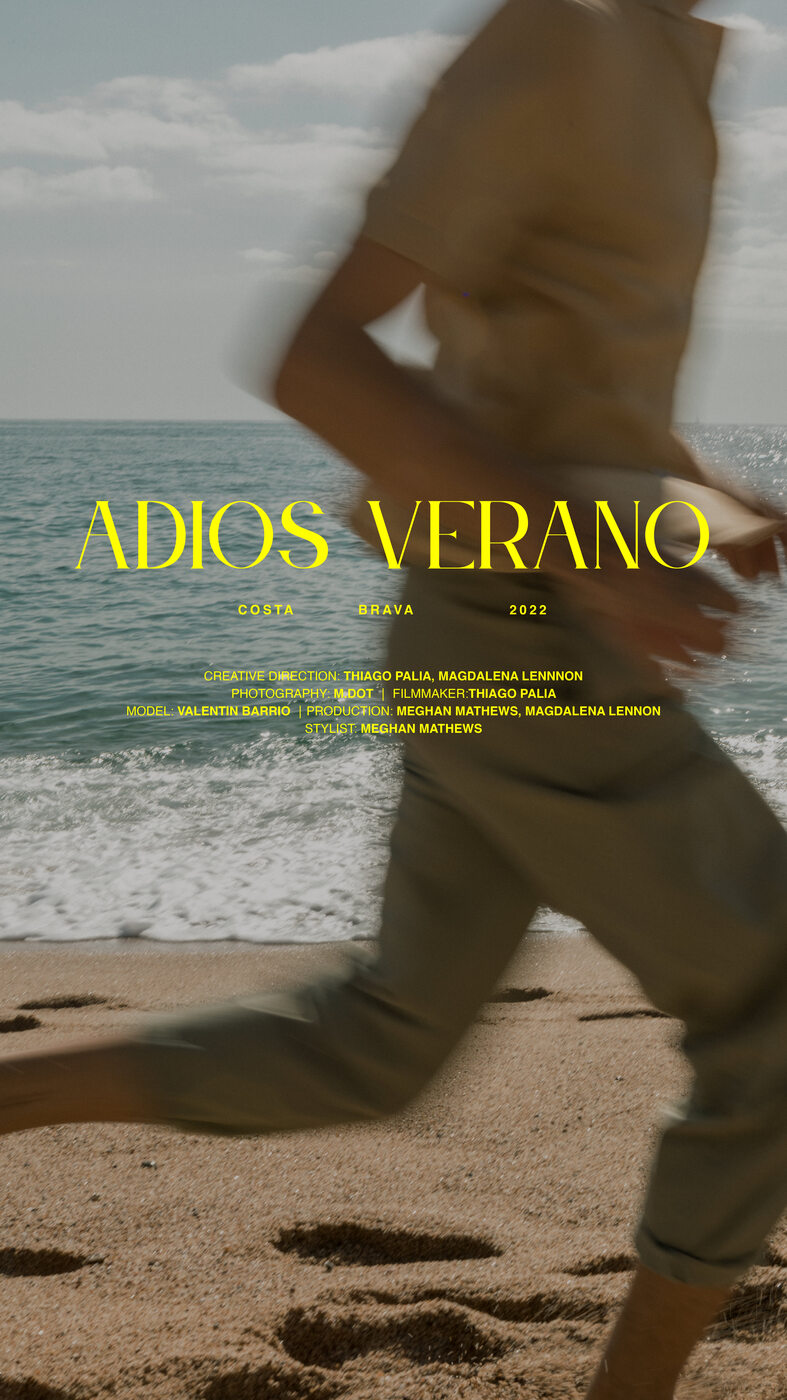 ADIOS VERANO
COSTA BRAVA 2022
CREATIVE DIRECTION: THIAGO PALIA, MAGDALENA LENNNON
PHOTOGRAPHY: M.DOT | FILMMAKER:THIAGO PALIA
MODEL: VALENTIN BARRIO | PRODUCTION: MEGHAN MATHEWS, MAGDALENA LENNON
STYLIST: MEGHAN MATHEWS